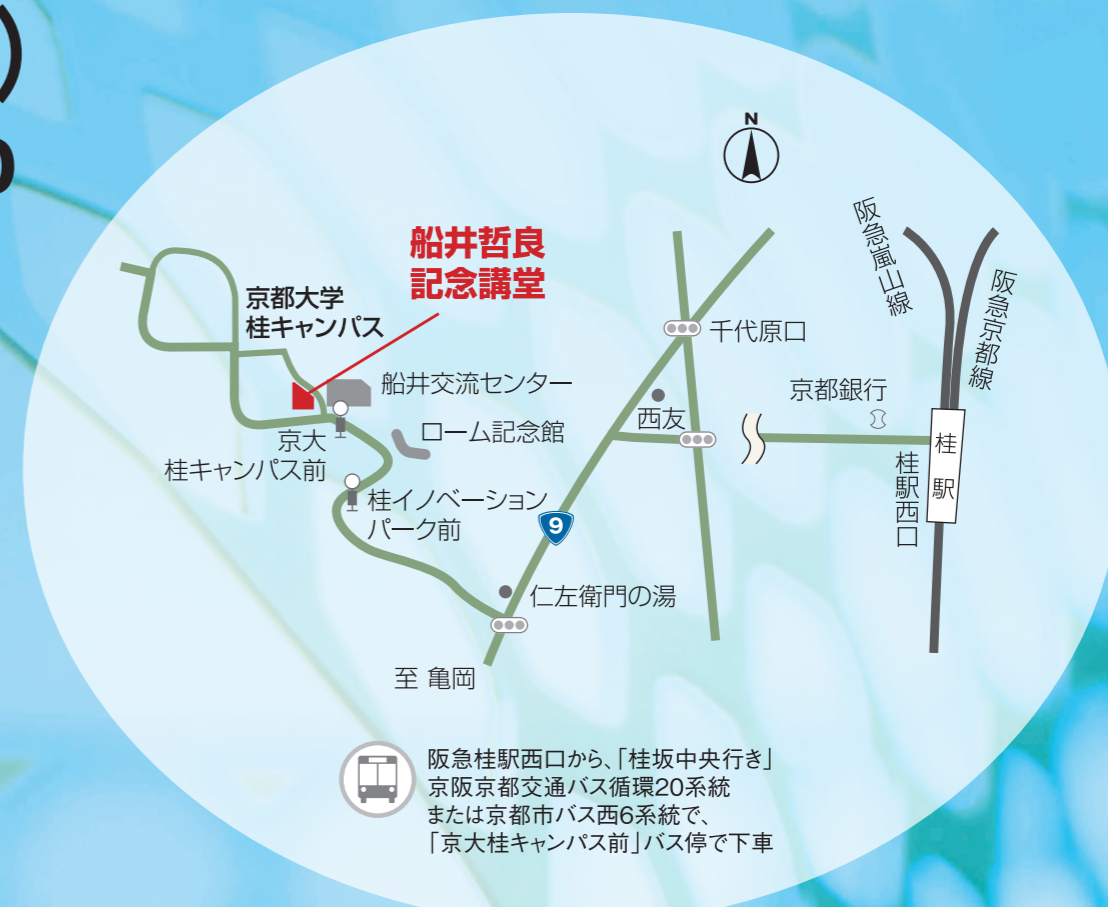 N
船井哲良
記念講堂
京都大学
桂キャンパス
船井交流センター
京大
桂キャンパス前
ローム記念館
桂イノベーション
パーク前
9
仁左衛門の湯
至 亀岡
千代原口
西友
京都銀行
阪急嵐山線
阪急京都線
桂駅
桂駅西口
阪急桂駅西口から、「桂坂中央行き」
京阪京都交通バス循環20系統
または京都市バス西6系統で、
「京大桂キャンパス前」バス停で下車